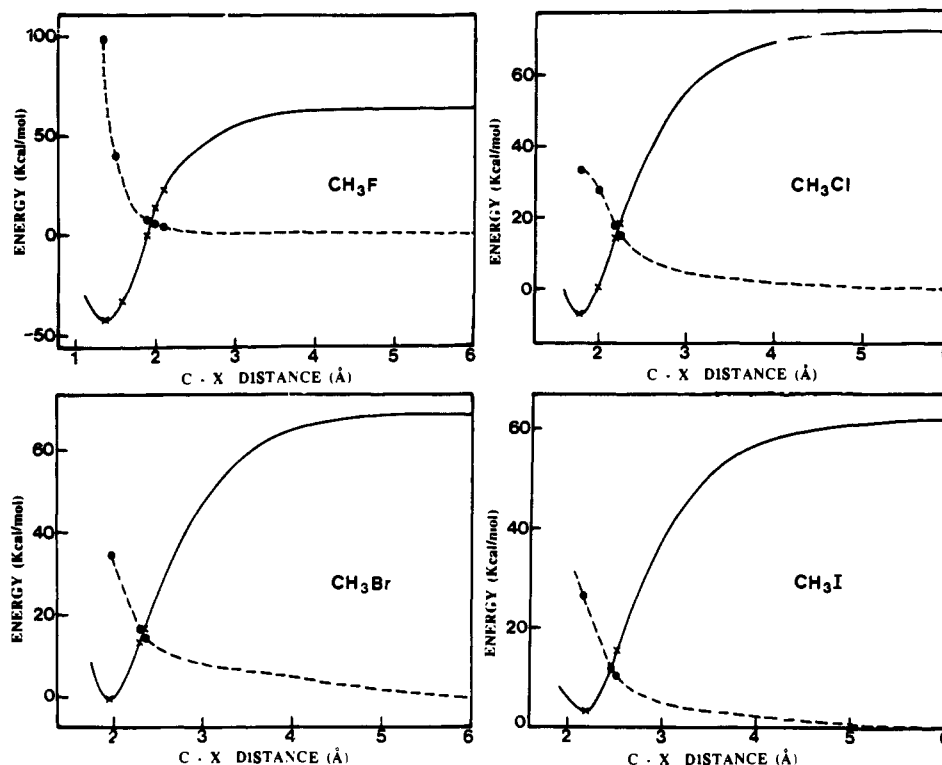 100
50
0
-50
ENERGY (Kcal/mol)
CH3F
1 2 3 4 5 6
C - X DISTANCE (Å)
60
40
20
0
ENERGY (Kcal/mol)
CH3Cl
2 3 4 5 6
C - X DISTANCE (Å)
60
40
20
0
ENERGY (Kcal/mol)
CH3Br
2 3 4 5 6
C - X DISTANCE (Å)
60
40
20
0
ENERGY (Kcal/mol)
CH3I
2 3 4 5 6
C - X DISTANCE (Å)